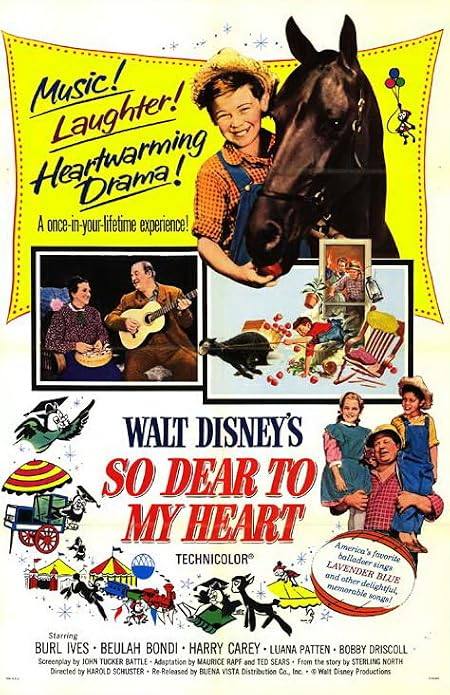 Music!
Laughter!
Heartwarming
Drama!
A once-in-your-lifetime experience!
WALT DISNEY'S
SO DEAR TO
MY HEART
TECHNICOLOR®
America's favorite
balladeer sings
LAVENDER BLUE
and other delightful,
memorable songs!
Starring
BURL IVES • BEULAH BONDI • HARRY CAREY • LUANA PATTEN • BOBBY DRISCOLL
Screenplay by JOHN TUCKER BATTLE • Adaptation by MAURICE RAPF and TED SEARS • From the story by STERLING NORTH
Directed by HAROLD SCHUSTER • Re-Released by BUENA VISTA Distribution Co., Inc. • © Walt Disney Productions